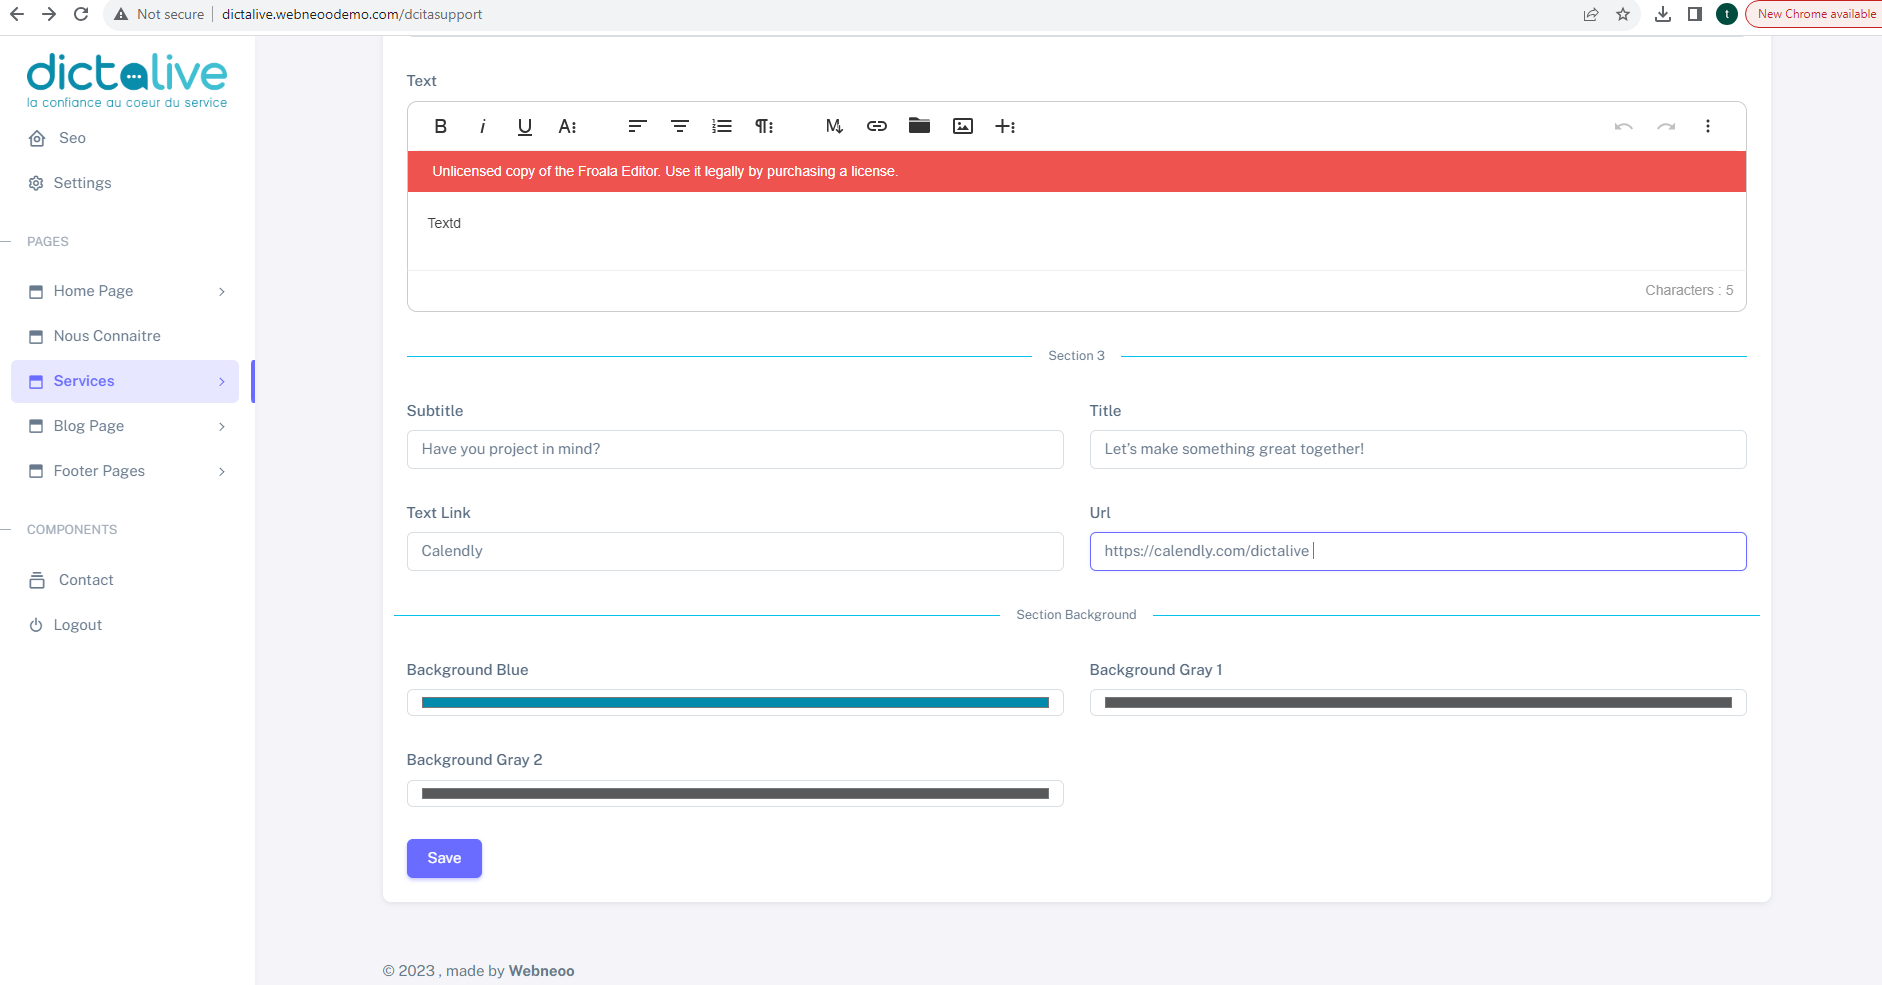 Not secure
dictalive.webneoodemo.com/dcitasupport
t
New Chrome available
dictalive
la confiance au coeur du service
Seo
Settings
PAGES
Home Page
Nous Connaitre
Services
Blog Page
Footer Pages
COMPONENTS
Contact
Logout
Text
Unlicensed copy of the Froala Editor. Use it legally by purchasing a license.
Textd
Characters : 5
Section 3
Subtitle
Title
Have you project in mind?
Let's make something great together!
Text Link
Url
Calendly
https://calendly.com/dictalive
Section Background
Background Blue
Background Gray 1
Background Gray 2
Save
© 2023 , made by Webneoo